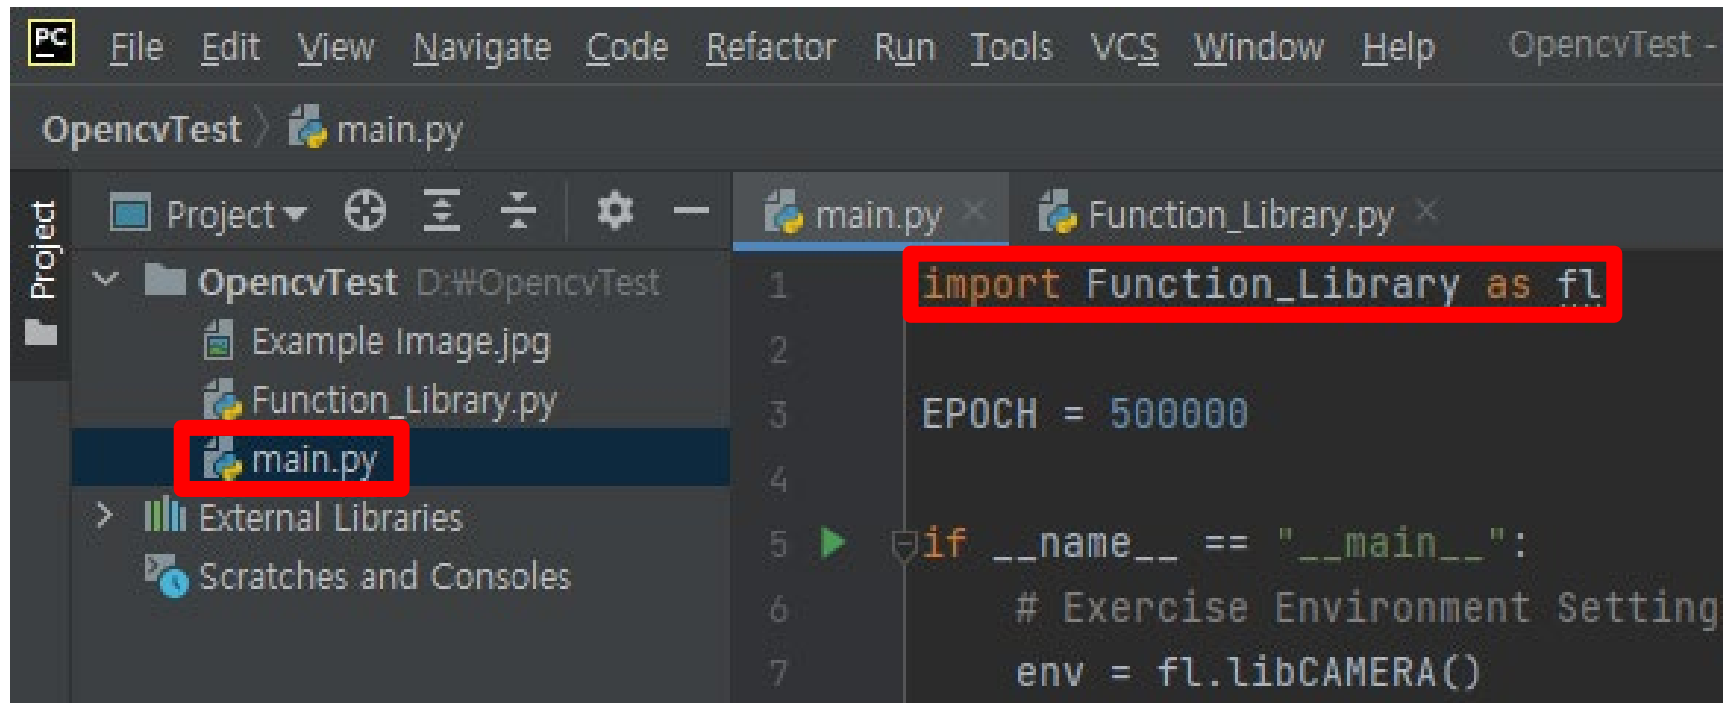 PC File Edit View Navigate Code Refactor Run Tools VCS Window Help OpencvTest -
OpencvTest main.py
Project
Project
main.py Function_Library.py
OpencvTest D:₩OpencvTest
Example Image.jpg
Function_Library.py
main.py
External Libraries
Scratches and Consoles
1 import Function_Library as fl
2
3 EPOCH = 500000
4
5 if __name__ == "__main__":
6 # Exercise Environment Setting
7 env = fl.libCAMERA()